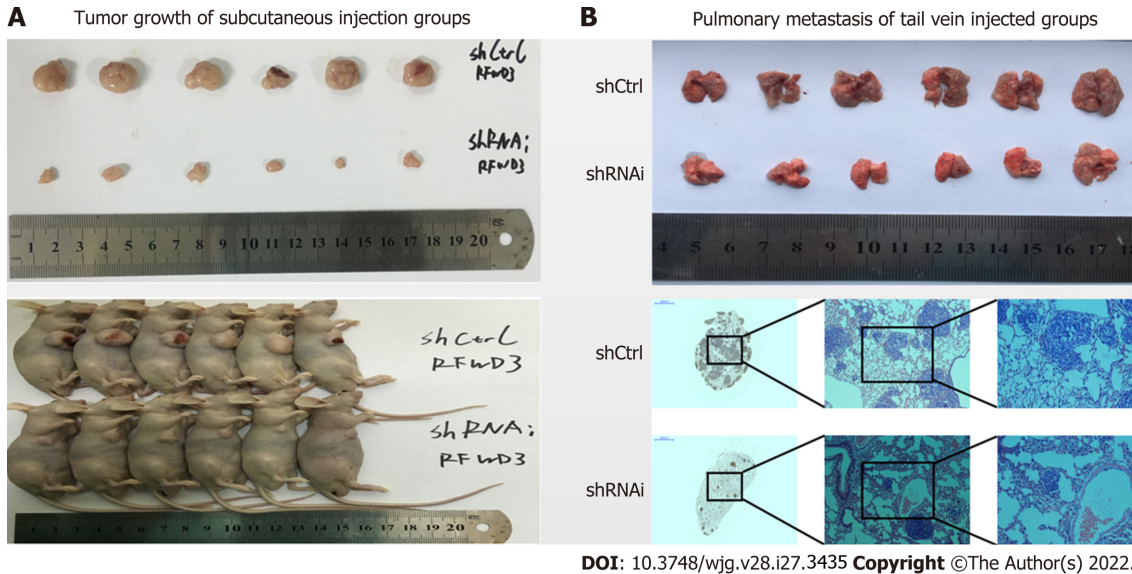 A Tumor growth of subcutaneous injection groups
shCtrl
RFWD3
shRNAi
RFWD3
1 2 3 4 5 6 7 8 9 10 11 12 13 14 15 16 17 18 19 20
shCtrl
RFWD3
shRNAi
RFWD3
1 2 3 4 5 6 7 8 9 10 11 12 13 14 15 16 17 18 19 20
B Pulmonary metastasis of tail vein injected groups
shCtrl
shRNAi
4 5 6 7 8 9 10 11 12 13 14 15 16 17 18
shCtrl
shRNAi
DOI: 10.3748/wjg.v28.i27.3435 Copyright ©The Author(s) 2022.